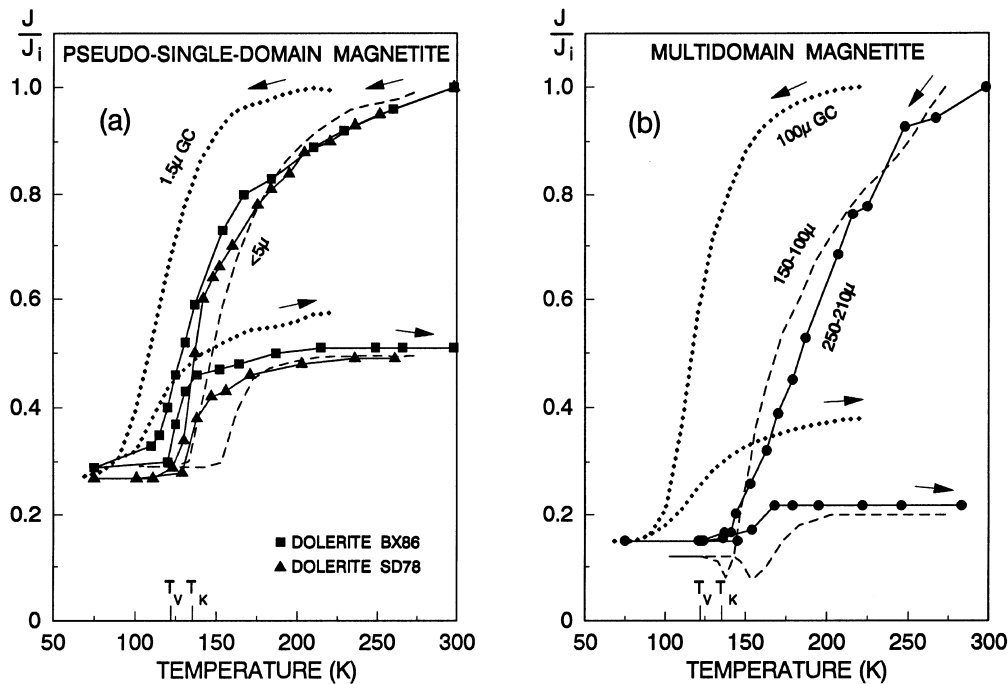 J
Ji
PSEUDO-SINGLE-DOMAIN MAGNETITE
1.0
0.8
0.6
0.4
0.2
0
(a)
1.5μ GC
<5μ
DOLERITE BX86
DOLERITE SD78
TV TK
50 100 150 200 250 300
TEMPERATURE (K)
J
Ji
MULTIDOMAIN MAGNETITE
1.0
0.8
0.6
0.4
0.2
0
(b)
100μ GC
150-100μ
250-210μ
TV TK
50 100 150 200 250 300
TEMPERATURE (K)